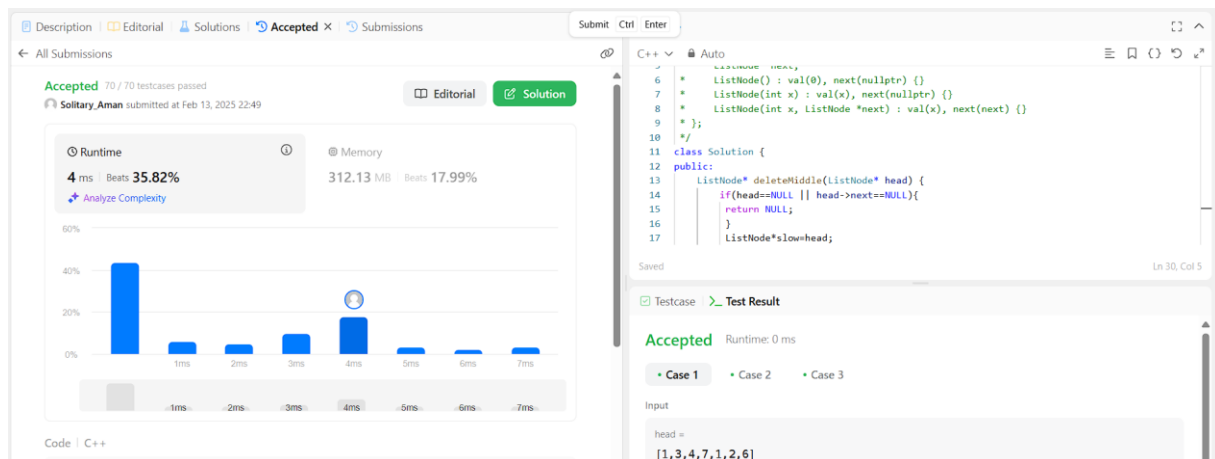 Description | Editorial | Solutions | Accepted × | Submissions
Submit Ctrl Enter
← All Submissions
Accepted 70 / 70 testcases passed
Solitary_Aman submitted at Feb 13, 2025 22:49
Editorial
Solution
Runtime
4 ms | Beats 35.82%
Analyze Complexity
Memory
312.13 MB | Beats 17.99%
60%
40%
20%
0%
1ms 2ms 3ms 4ms 5ms 6ms 7ms
1ms 2ms 3ms 4ms 5ms 6ms 7ms
Code | C++
C++ Auto
5 * ListNode *next;
6 * ListNode() : val(0), next(nullptr) {}
7 * ListNode(int x) : val(x), next(nullptr) {}
8 * ListNode(int x, ListNode *next) : val(x), next(next) {}
9 * };
10 */
11 class Solution {
12 public:
13 ListNode* deleteMiddle(ListNode* head) {
14 if(head==NULL || head->next==NULL){
15 return NULL;
16 }
17 ListNode*slow=head;
Saved
Ln 30, Col 5
Testcase | >_ Test Result
Accepted Runtime: 0 ms
• Case 1 • Case 2 • Case 3
Input
head =
[1,3,4,7,1,2,6]